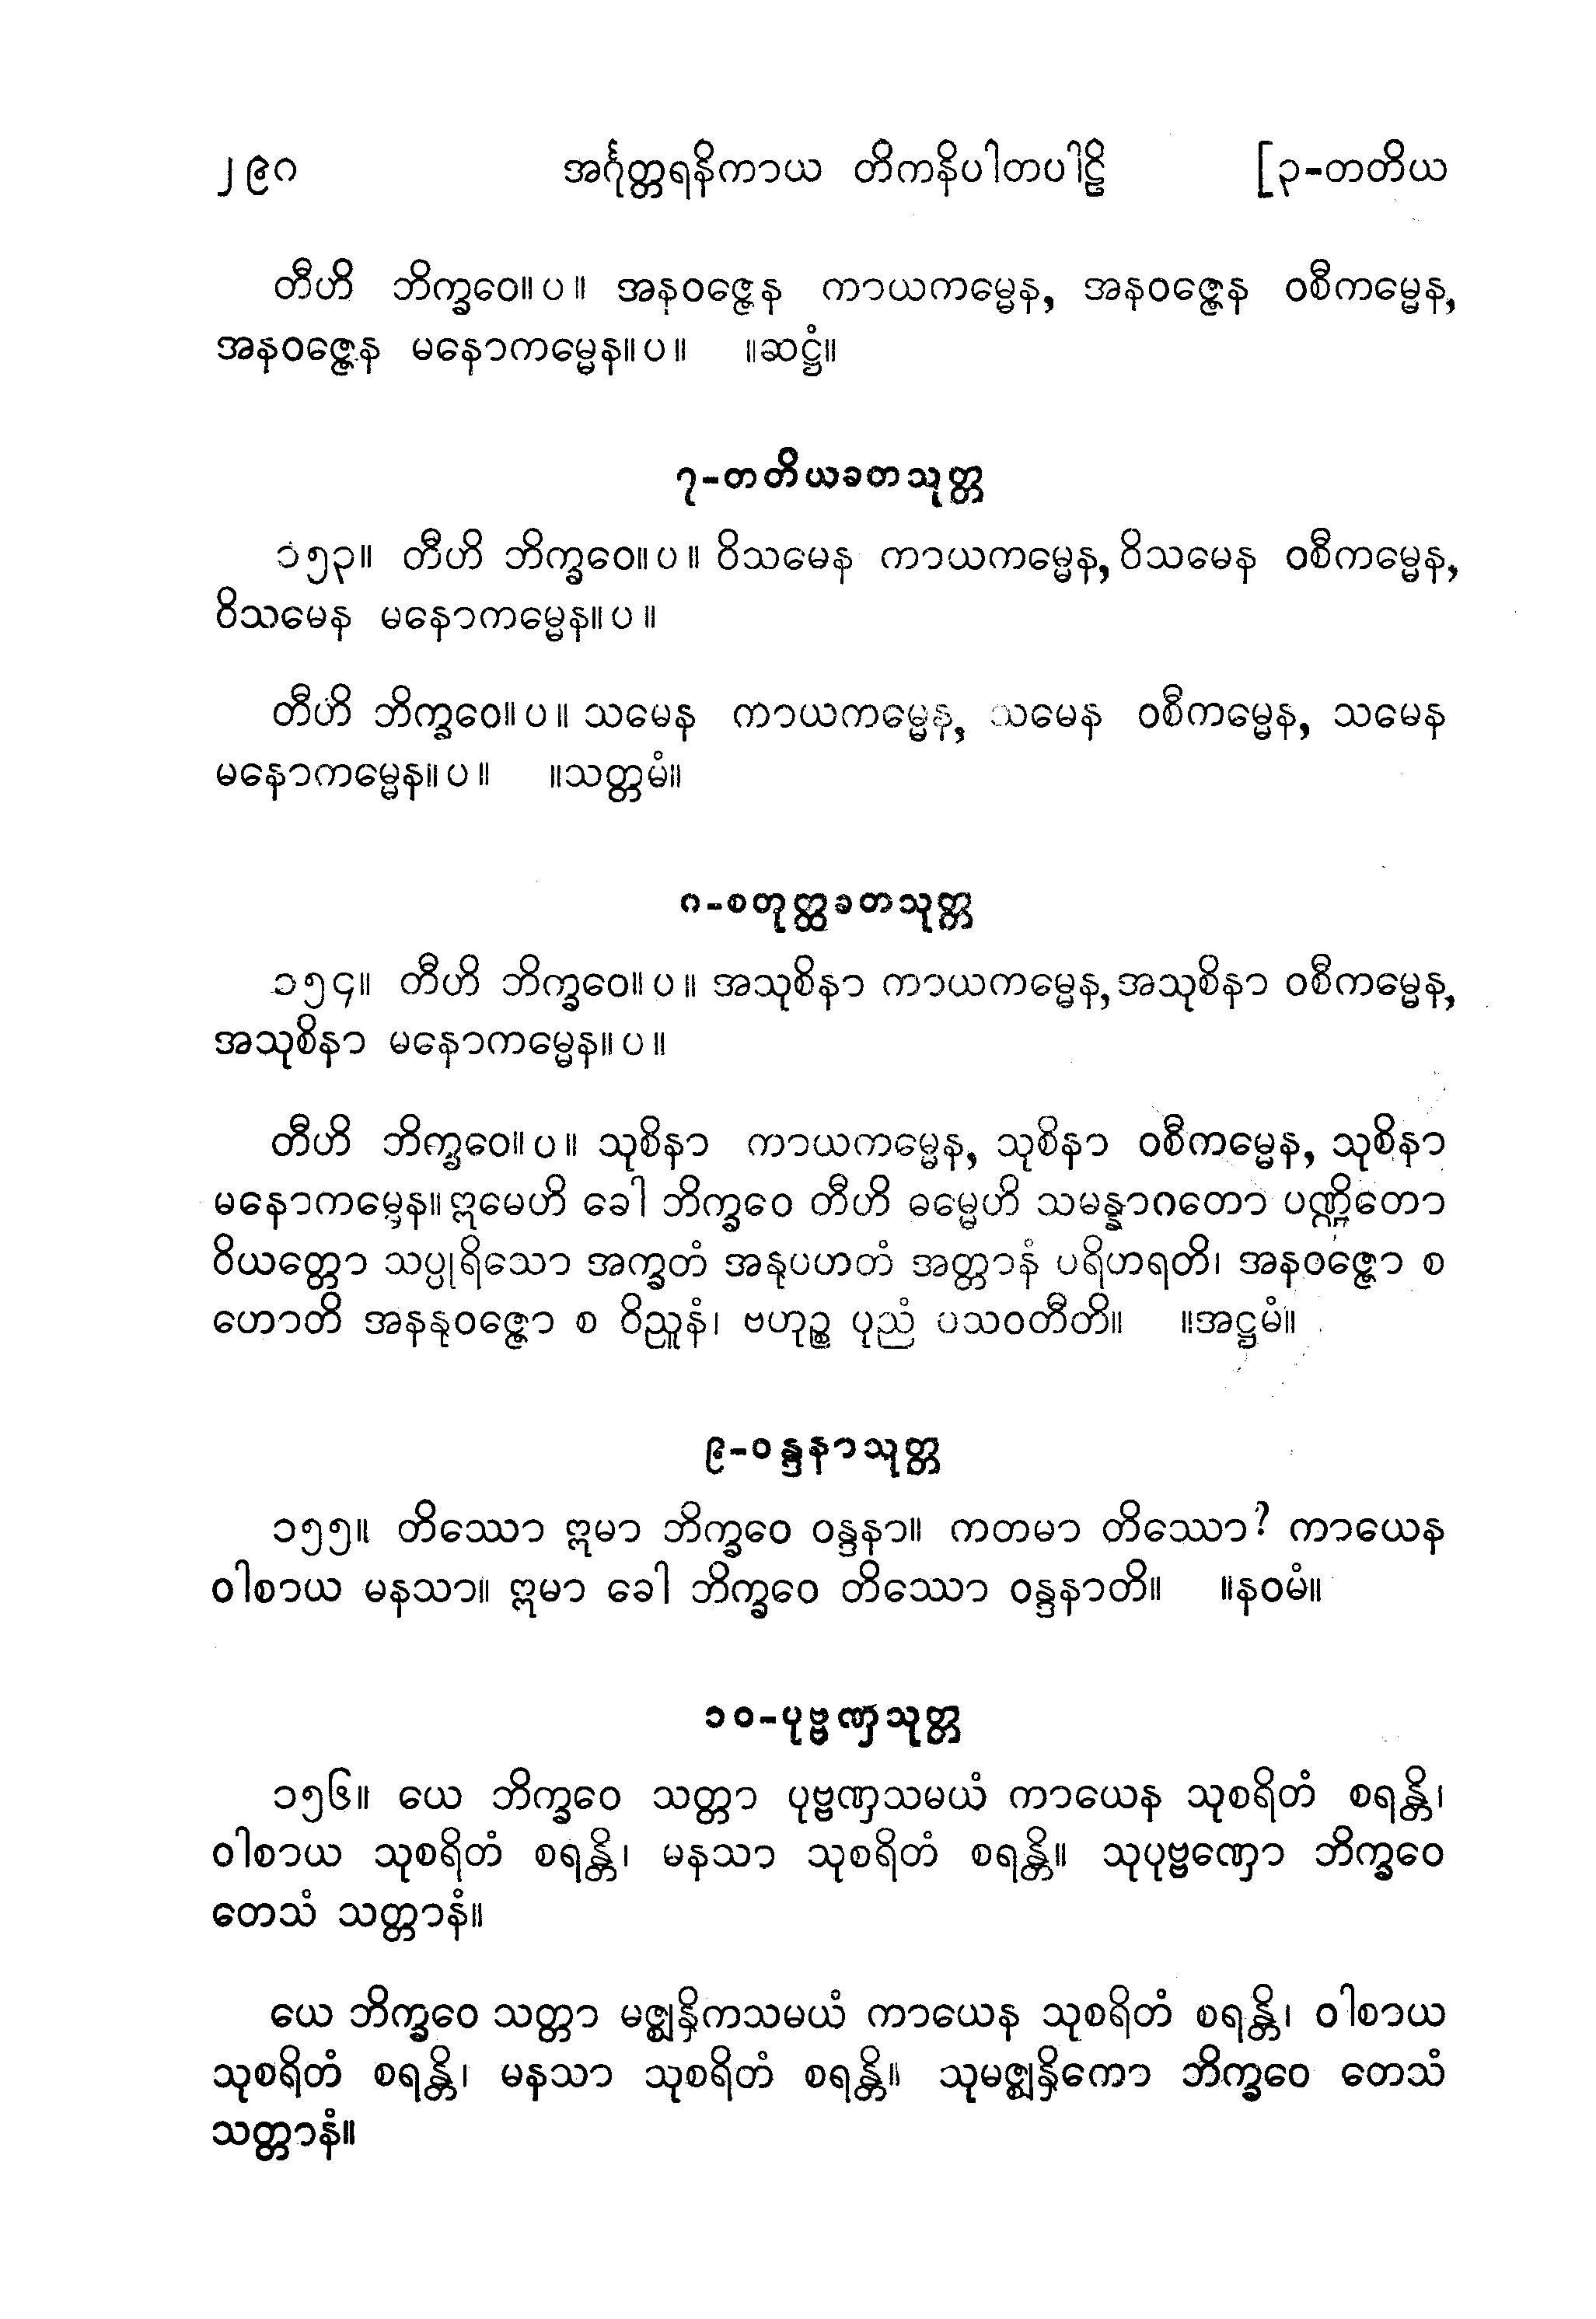 ၂၉ဂ အင်္ဂုတ္တရနိကာယ တိကနိပါတပါဠိ [၃-တတိယ
တီဟိ ဘိက္ခဝေ။ပ။ အနဝဇ္ဇေန ကာယကမ္မေန, အနဝဇ္ဇေန ဝစီကမ္မေန,
အနဝဇ္ဇေန မနောကမ္မေန။ပ။ ။ဆဋ္ဌံ။
၇-တတိယခတသုတ္တ
၁၅၃။ တီဟိ ဘိက္ခဝေ။ပ။ ဝိသမေန ကာယကမ္မေန, ဝိသမေန ဝစီကမ္မေန,
ဝိသမေန မနောကမ္မေန။ပ။
တီဟိ ဘိက္ခဝေ။ပ။ သမေန ကာယကမ္မေန, သမေန ဝစီကမ္မေန, သမေန
မနောကမ္မေန။ပ။ ။သတ္တမံ။
ဂ-စတုတ္ထခတသုတ္တ
၁၅၄။ တီဟိ ဘိက္ခဝေ။ပ။ အသုစိနာ ကာယကမ္မေန, အသုစိနာ ဝစီကမ္မေန,
အသုစိနာ မနောကမ္မေန။ပ။
တီဟိ ဘိက္ခဝေ။ပ။ သုစိနာ ကာယကမ္မေန, သုစိနာ ဝစီကမ္မေန, သုစိနာ
မနောကမ္မေန။ ဣမေဟိ ခေါ ဘိက္ခဝေ တီဟိ ဓမ္မေဟိ သမန္နာဂတော ပဏ္ဍိတော
ဝိယတ္တော သပ္ပုရိသော အက္ခတံ အနုပဟတံ အတ္တာနံ ပရိဟရတိ၊ အနဝဇ္ဇော စ
ဟောတိ အနနုဝဇ္ဇော စ ဝိညူနံ၊ ဗဟုဉ္စ ပုညံ ပသဝတီတိ။ ။အဋ္ဌမံ။
၉-ဝန္ဒနာသုတ္တ
၁၅၅။ တိဿော ဣမာ ဘိက္ခဝေ ဝန္ဒနာ။ ကတမာ တိဿော? ကာယေန
ဝါစာယ မနသာ။ ဣမာ ခေါ ဘိက္ခဝေ တိဿော ဝန္ဒနာတိ။ ။နဝမံ။
၁၀-ပုဗ္ဗဏှသုတ္တ
၁၅၆။ ယေ ဘိက္ခဝေ သတ္တာ ပုဗ္ဗဏှသမယံ ကာယေန သုစရိတံ စရန္တိ၊
ဝါစာယ သုစရိတံ စရန္တိ၊ မနသာ သုစရိတံ စရန္တိ။ သုပုဗ္ဗဏှော ဘိက္ခဝေ
တေသံ သတ္တာနံ။
ယေ ဘိက္ခဝေ သတ္တာ မဇ္ဈနှိကသမယံ ကာယေန သုစရိတံ စရန္တိ၊ ဝါစာယ
သုစရိတံ စရန္တိ၊ မနသာ သုစရိတံ စရန္တိ။ သုမဇ္ဈနှိကော ဘိက္ခဝေ တေသံ
သတ္တာနံ။